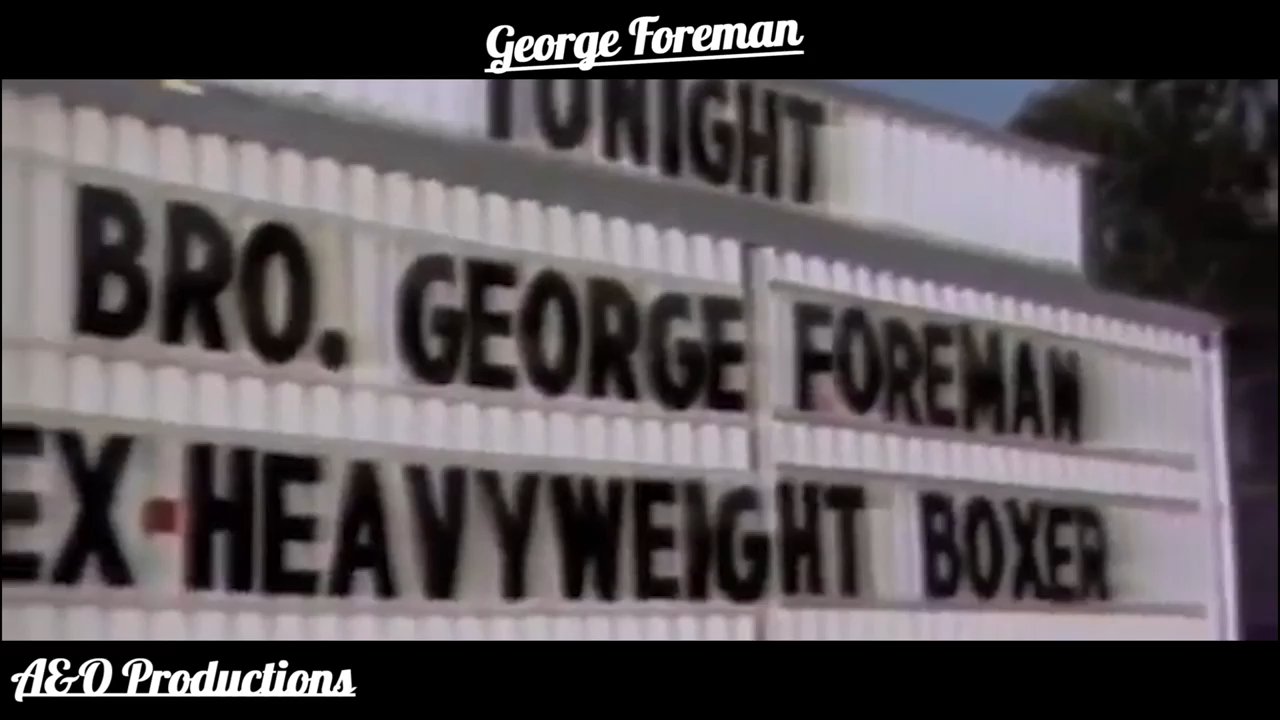 George Foreman
TONIGHT
BRO. GEORGE FOREMAN
EX-HEAVYWEIGHT BOXER
A&O Productions